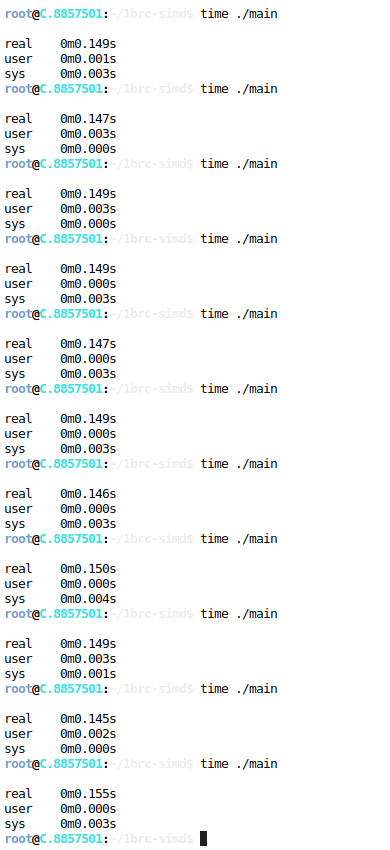 root@C.8857501:~/1brc-simd$ time ./main
real 0m0.149s
user 0m0.001s
sys 0m0.003s
root@C.8857501:~/1brc-simd$ time ./main
real 0m0.147s
user 0m0.003s
sys 0m0.000s
root@C.8857501:~/1brc-simd$ time ./main
real 0m0.149s
user 0m0.003s
sys 0m0.000s
root@C.8857501:~/1brc-simd$ time ./main
real 0m0.149s
user 0m0.000s
sys 0m0.003s
root@C.8857501:~/1brc-simd$ time ./main
real 0m0.147s
user 0m0.000s
sys 0m0.003s
root@C.8857501:~/1brc-simd$ time ./main
real 0m0.149s
user 0m0.000s
sys 0m0.003s
root@C.8857501:~/1brc-simd$ time ./main
real 0m0.146s
user 0m0.000s
sys 0m0.003s
root@C.8857501:~/1brc-simd$ time ./main
real 0m0.150s
user 0m0.000s
sys 0m0.004s
root@C.8857501:~/1brc-simd$ time ./main
real 0m0.149s
user 0m0.003s
sys 0m0.001s
root@C.8857501:~/1brc-simd$ time ./main
real 0m0.145s
user 0m0.002s
sys 0m0.000s
root@C.8857501:~/1brc-simd$ time ./main
real 0m0.155s
user 0m0.000s
sys 0m0.003s
root@C.8857501:~/1brc-simd$